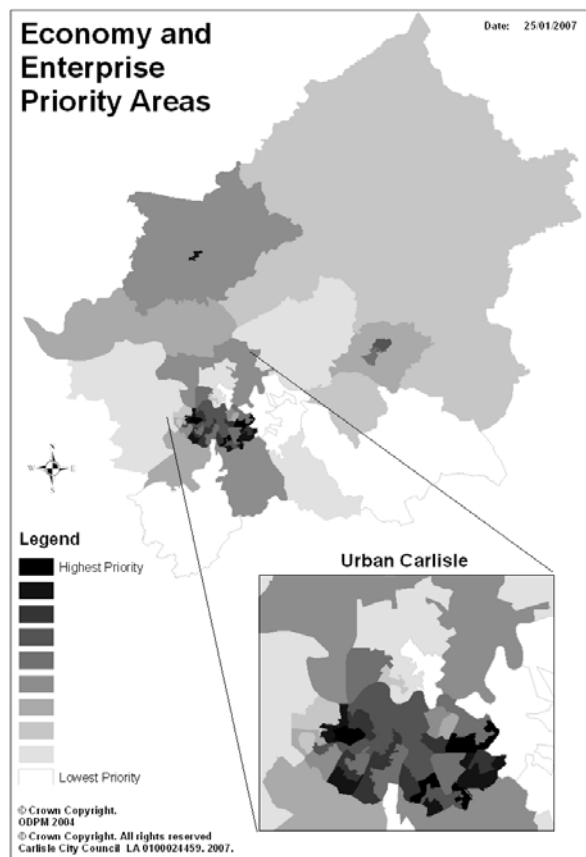 Economy and
Enterprise
Priority Areas
Date: 25/01/2007
N
W E
S
Legend
Highest Priority
Lowest Priority
Urban Carlisle
© Crown Copyright.
ODPM 2004
© Crown Copyright. All rights reserved
Carlisle City Council LA 0100024459. 2007.